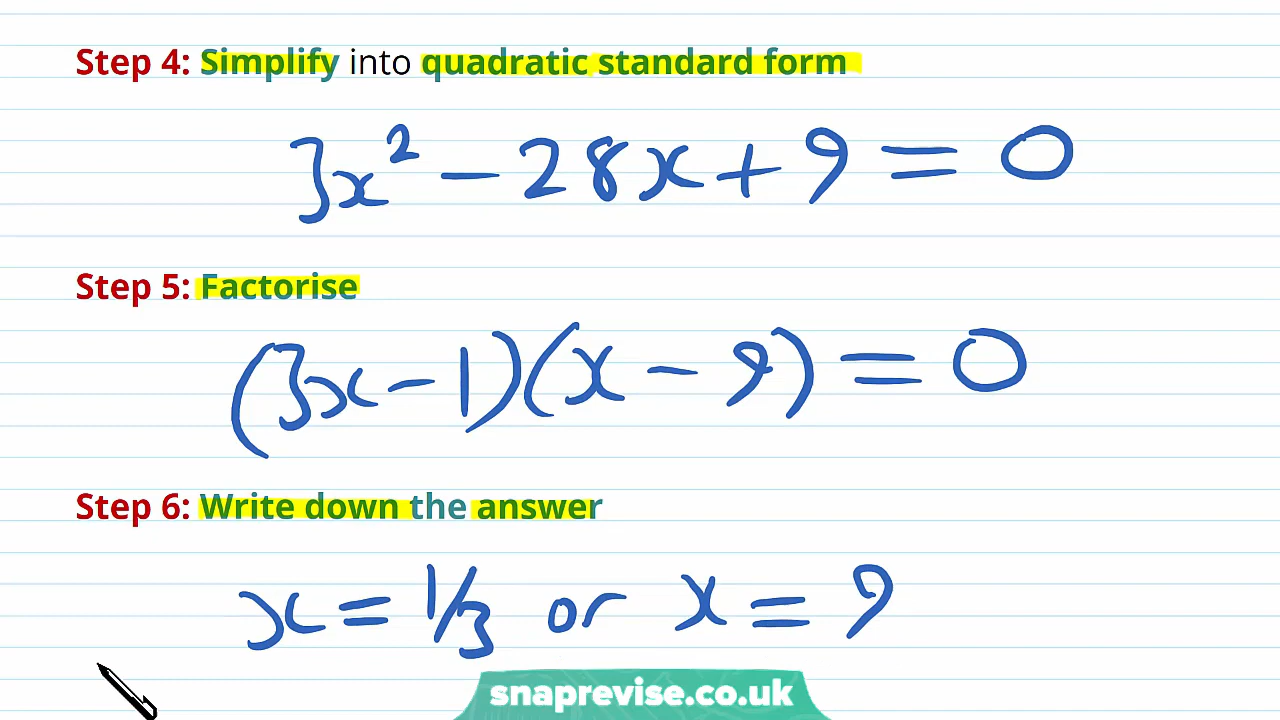 Step 4: Simplify into quadratic standard form
3x² - 28x + 9 = 0
Step 5: Factorise
(3x - 1)(x - 9) = 0
Step 6: Write down the answer
x = 1/3 or x = 9
snaprevise.co.uk